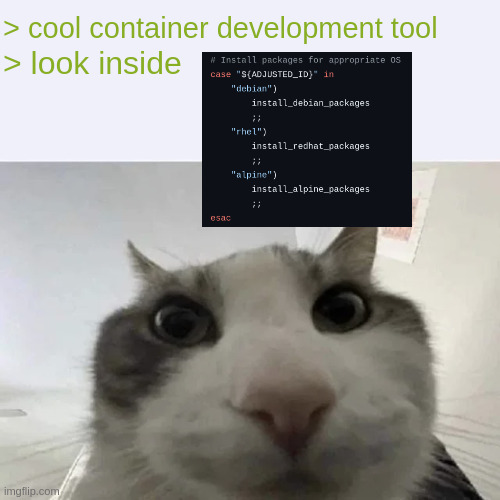 > cool container development tool
> look inside
# Install packages for appropriate OS
case "${ADJUSTED_ID}" in
    "debian")
        install_debian_packages
        ;;
    "rhel")
        install_redhat_packages
        ;;
    "alpine")
        install_alpine_packages
        ;;
esac
imgflip.com